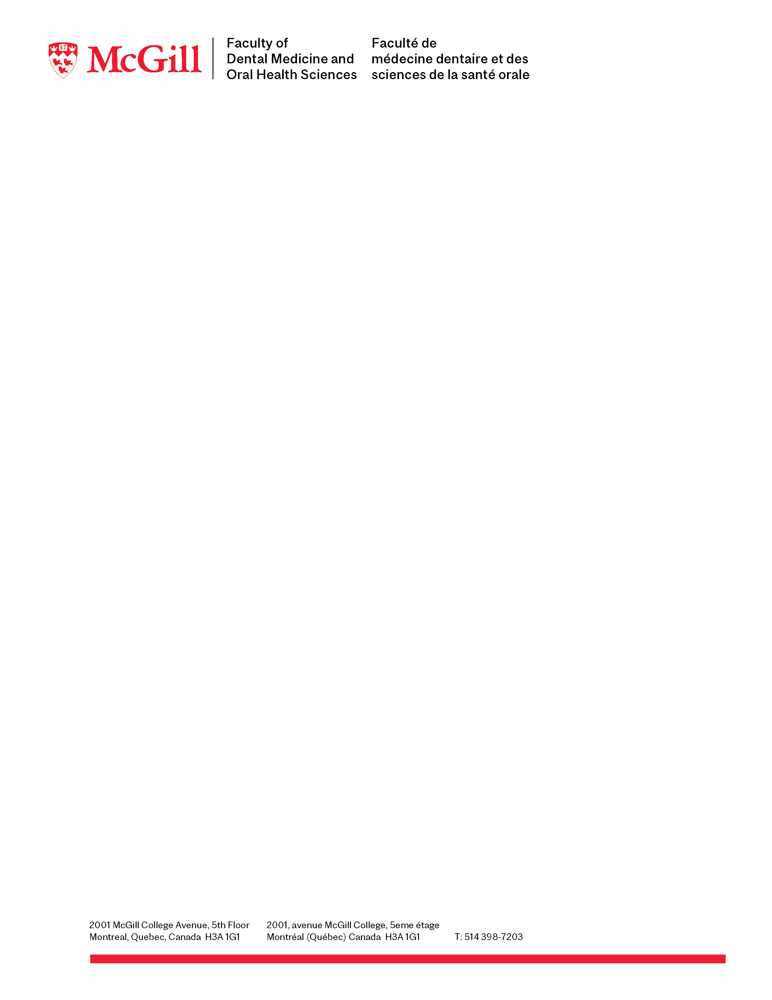 McGill
Faculty of
Dental Medicine and
Oral Health Sciences
Faculté de
médecine dentaire et des
sciences de la santé orale
2001 McGill College Avenue, 5th Floor
Montreal, Quebec, Canada H3A 1G1
2001, avenue McGill College, 5eme étage
Montréal (Québec) Canada H3A 1G1
T: 514 398-7203